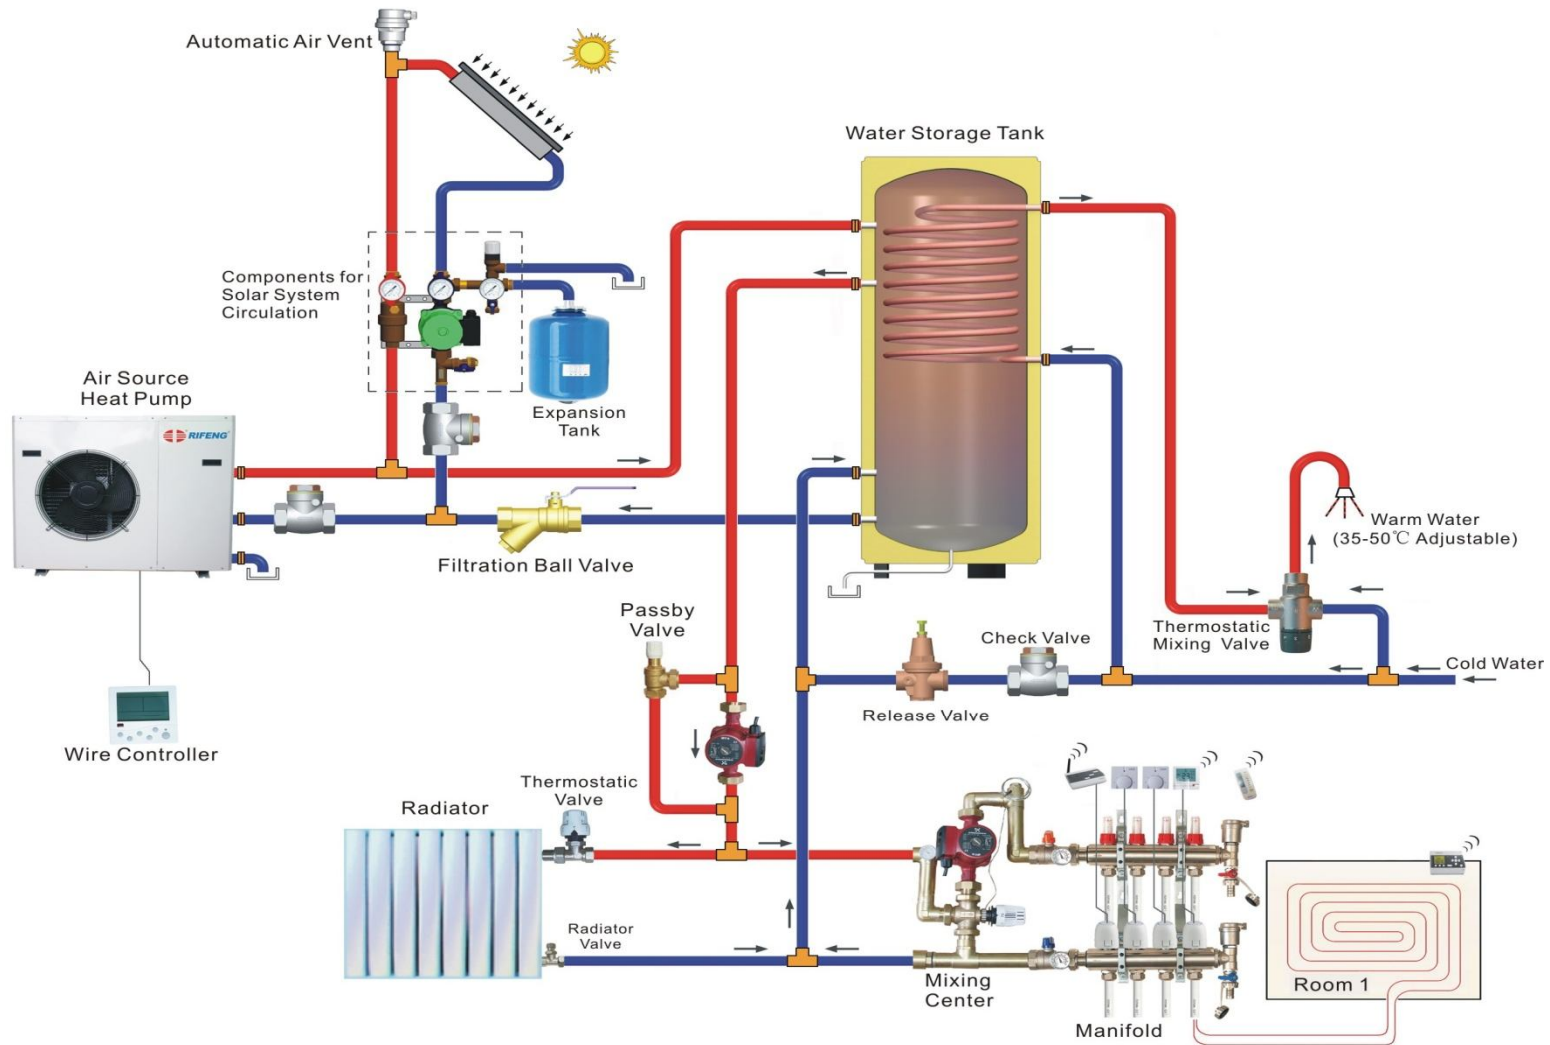 Automatic Air Vent
Water Storage Tank
Components for
Solar System
Circulation
Air Source
Heat Pump
RIFENG
Expansion
Tank
Filtration Ball Valve
Warm Water
(35-50℃ Adjustable)
Passby
Valve
Check Valve
Thermostatic
Mixing Valve
Cold Water
Release Valve
Wire Controller
Thermostatic
Valve
Radiator
Radiator
Valve
Mixing
Center
Manifold
Room 1